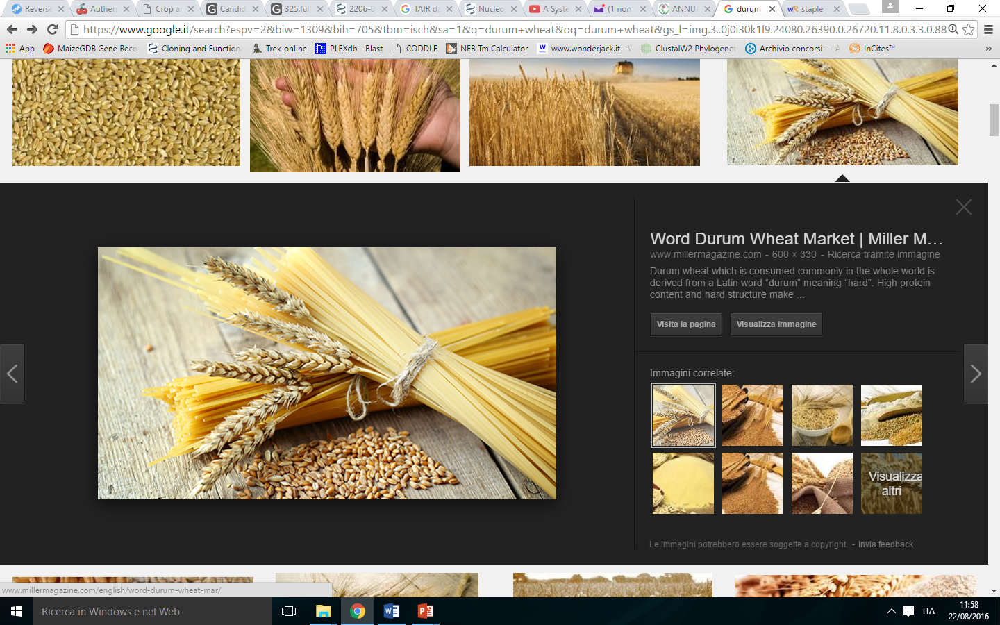 Reverse
Authen
Crop a
Candid
325.ful
2206-0
TAIR da
Nucleo
A Syste
(1 non
ANNUA
durum
staple
https://www.google.it/search?espv=2&biw=1309&bih=705&tbm=isch&sa=1&q=durum+wheat&oq=durum+wheat&gs_l=img.3..0j0i30k1l9.24080.26390.0.26720.11.8.0.3.3.0.88
App
MaizeGDB Gene Reco
Cloning and Function
Trex-online
PLEXdb - Blast
CODDLE
NEB Tm Calculator
www.wonderjack.it -
ClustalW2 Phylogenet
Archivio concorsi —
InCites™
»
Word Durum Wheat Market | Miller M...
www.millermagazine.com - 600 × 330 - Ricerca tramite immagine
Durum wheat which is consumed commonly in the whole world is
derived from a Latin word “durum” meaning “hard”. High protein
content and hard structure make ...
Visita la pagina
Visualizza immagine
Immagini correlate:
Visualizza
altri
Le immagini potrebbero essere soggette a copyright. - Invia feedback
www.millermagazine.com/english/word-durum-wheat-mar/
Ricerca in Windows e nel Web
ITA
11:58
22/08/2016